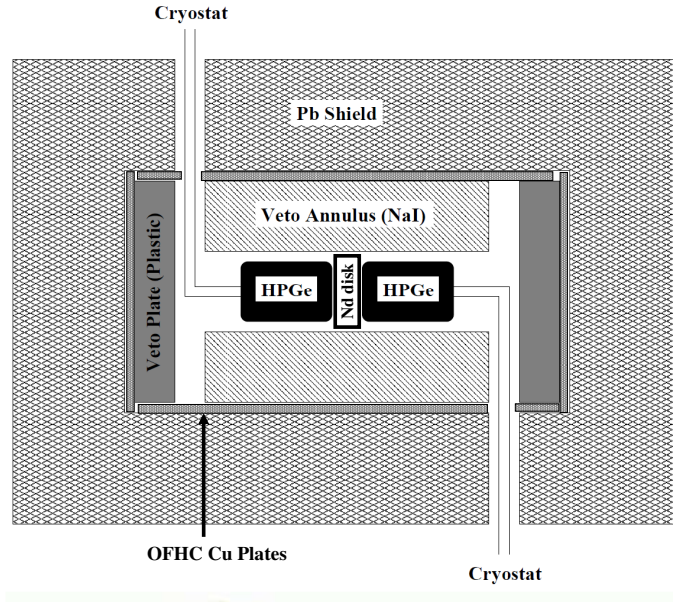 Cryostat
Pb Shield
Veto Annulus (NaI)
Veto Plate (Plastic)
HPGe
Nd disk
HPGe
OFHC Cu Plates
Cryostat